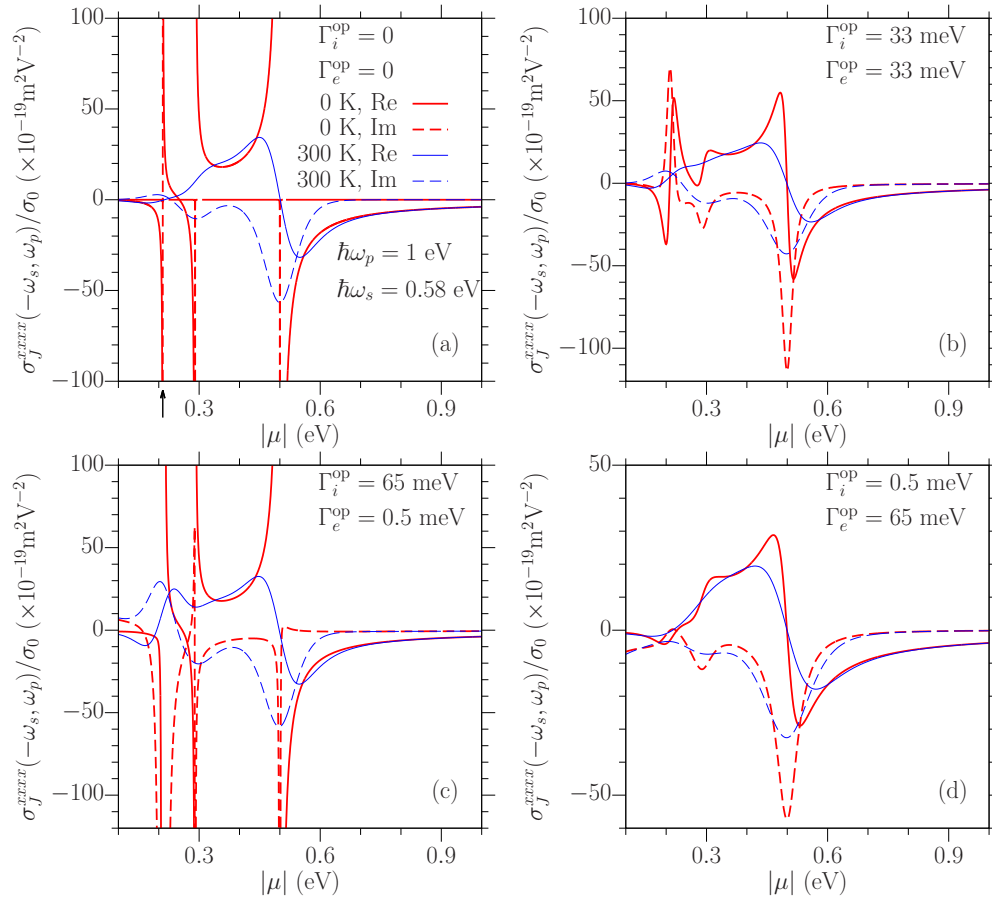 σ_J^{xxxx}(−ω_s, ω_p)/σ_0 (×10^{−19}m^2V^{−2})
100
50
0
−50
−100
Γ_i^{op} = 0
Γ_e^{op} = 0
0 K, Re
0 K, Im
300 K, Re
300 K, Im
ℏω_p = 1 eV
ℏω_s = 0.58 eV
(a)
0.3 0.6 0.9
|μ| (eV)
σ_J^{xxxx}(−ω_s, ω_p)/σ_0 (×10^{−19}m^2V^{−2})
100
50
0
−50
−100
Γ_i^{op} = 33 meV
Γ_e^{op} = 33 meV
(b)
0.3 0.6 0.9
|μ| (eV)
σ_J^{xxxx}(−ω_s, ω_p)/σ_0 (×10^{−19}m^2V^{−2})
100
50
0
−50
−100
Γ_i^{op} = 65 meV
Γ_e^{op} = 0.5 meV
(c)
0.3 0.6 0.9
|μ| (eV)
σ_J^{xxxx}(−ω_s, ω_p)/σ_0 (×10^{−19}m^2V^{−2})
50
0
−50
Γ_i^{op} = 0.5 meV
Γ_e^{op} = 65 meV
(d)
0.3 0.6 0.9
|μ| (eV)